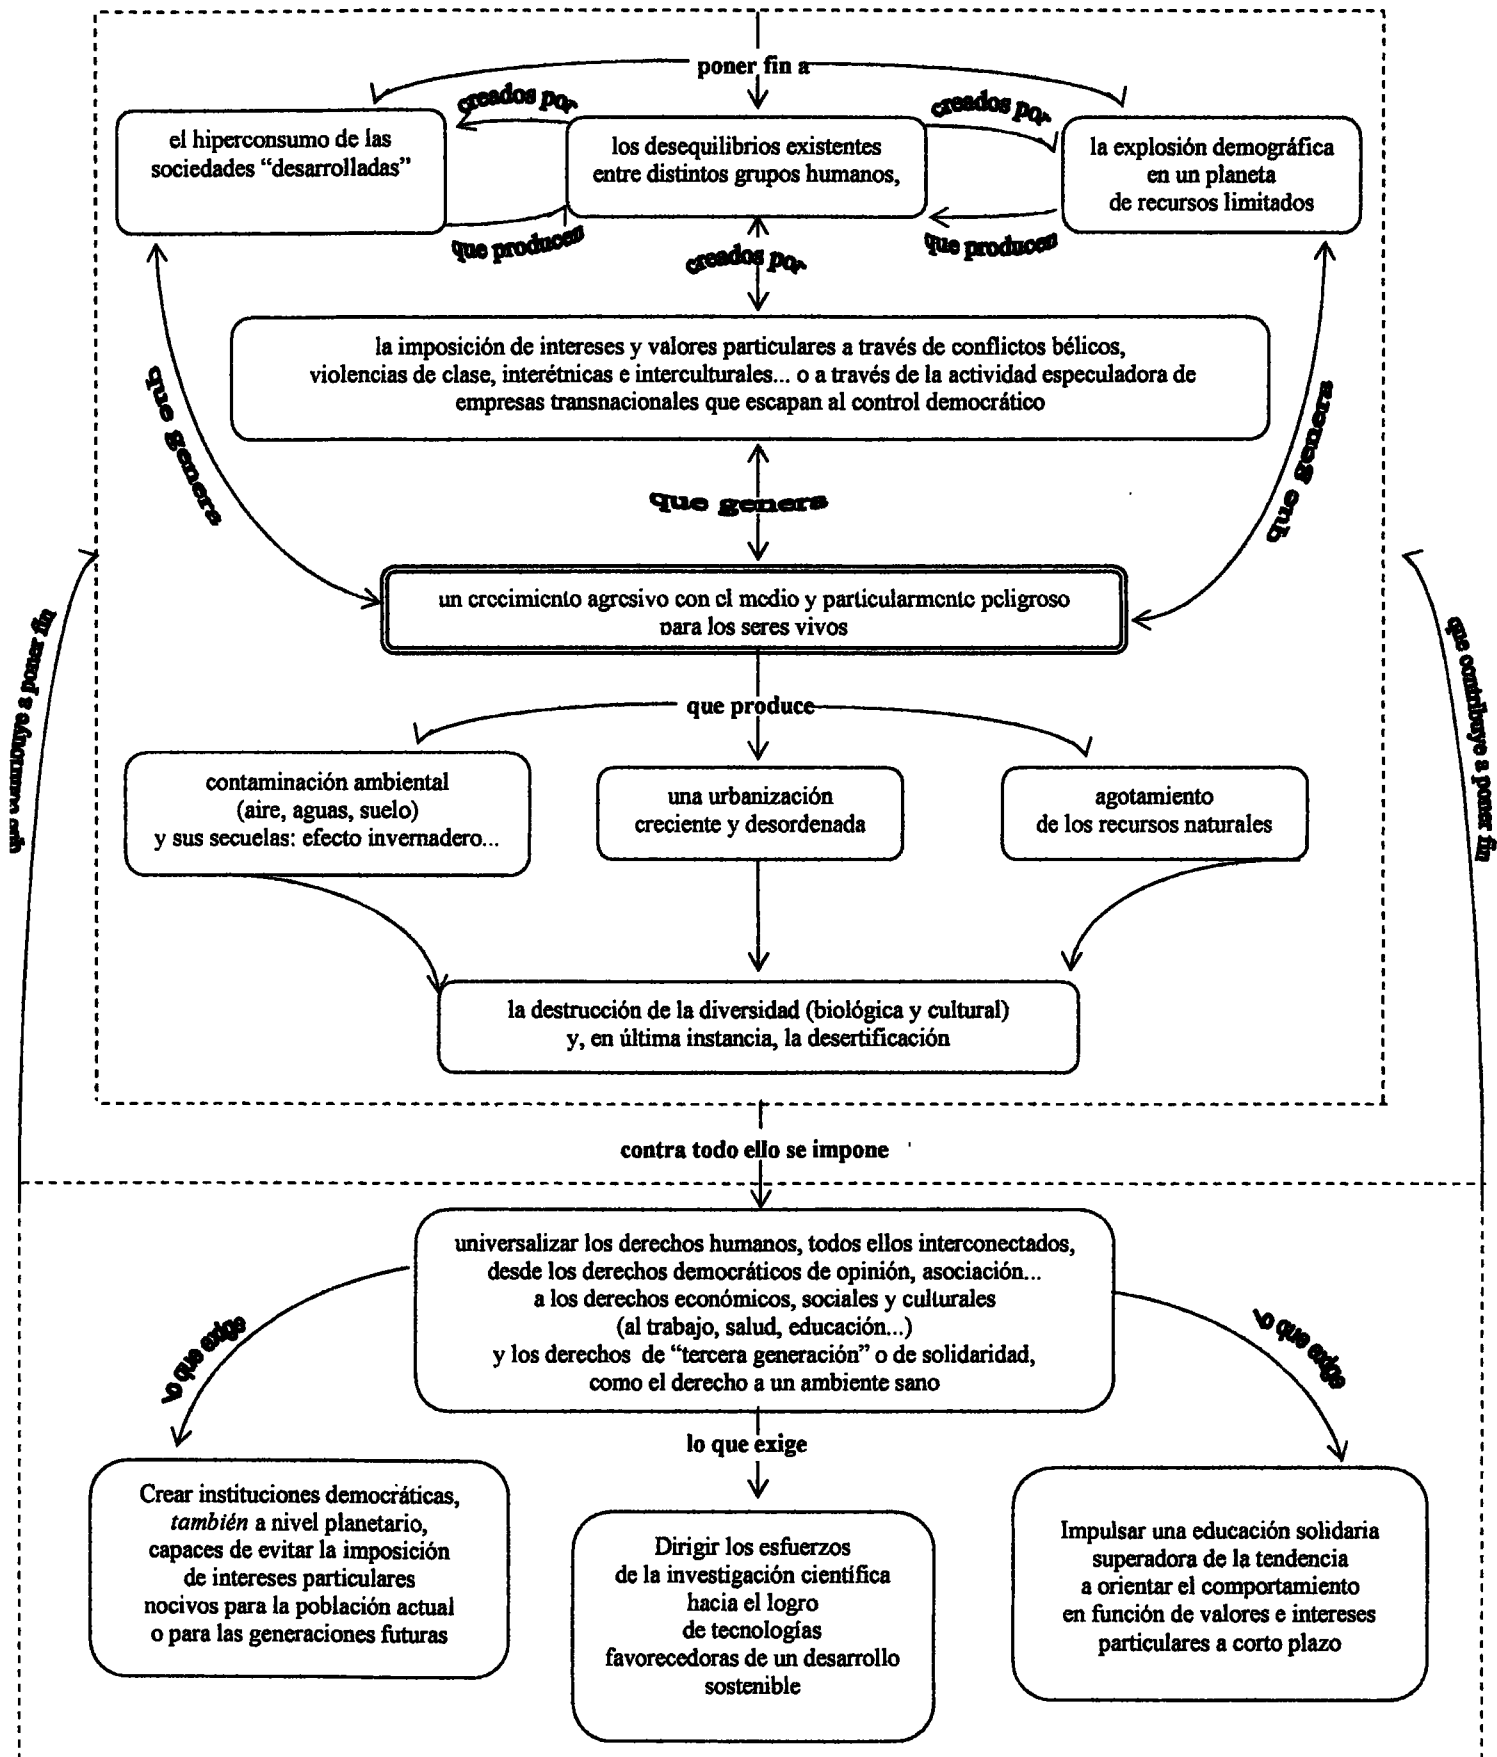 poner fin a
creados por
creados por
el hiperconsumo de las
sociedades “desarrolladas”
los desequilibrios existentes
entre distintos grupos humanos,
la explosión demográfica
en un planeta
de recursos limitados
que producen
creados por
que producen
la imposición de intereses y valores particulares a través de conflictos bélicos,
violencias de clase, interétnicas e interculturales... o a través de la actividad especuladora de
empresas transnacionales que escapan al control democrático
que genera
que genera
que genera
un crecimiento agresivo con el medio y particularmente peligroso
para los seres vivos
que contribuye a poner fin
que contribuye a poner fin
que produce
contaminación ambiental
(aire, aguas, suelo)
y sus secuelas: efecto invernadero...
una urbanización
creciente y desordenada
agotamiento
de los recursos naturales
la destrucción de la diversidad (biológica y cultural)
y, en última instancia, la desertificación
contra todo ello se impone
universalizar los derechos humanos, todos ellos interconectados,
desde los derechos democráticos de opinión, asociación...
a los derechos económicos, sociales y culturales
(al trabajo, salud, educación...)
y los derechos de “tercera generación” o de solidaridad,
como el derecho a un ambiente sano
lo que exige
lo que exige
lo que exige
Crear instituciones democráticas,
también a nivel planetario,
capaces de evitar la imposición
de intereses particulares
nocivos para la población actual
o para las generaciones futuras
Dirigir los esfuerzos
de la investigación científica
hacia el logro
de tecnologías
favorecedoras de un desarrollo
sostenible
Impulsar una educación solidaria
superadora de la tendencia
a orientar el comportamiento
en función de valores e intereses
particulares a corto plazo